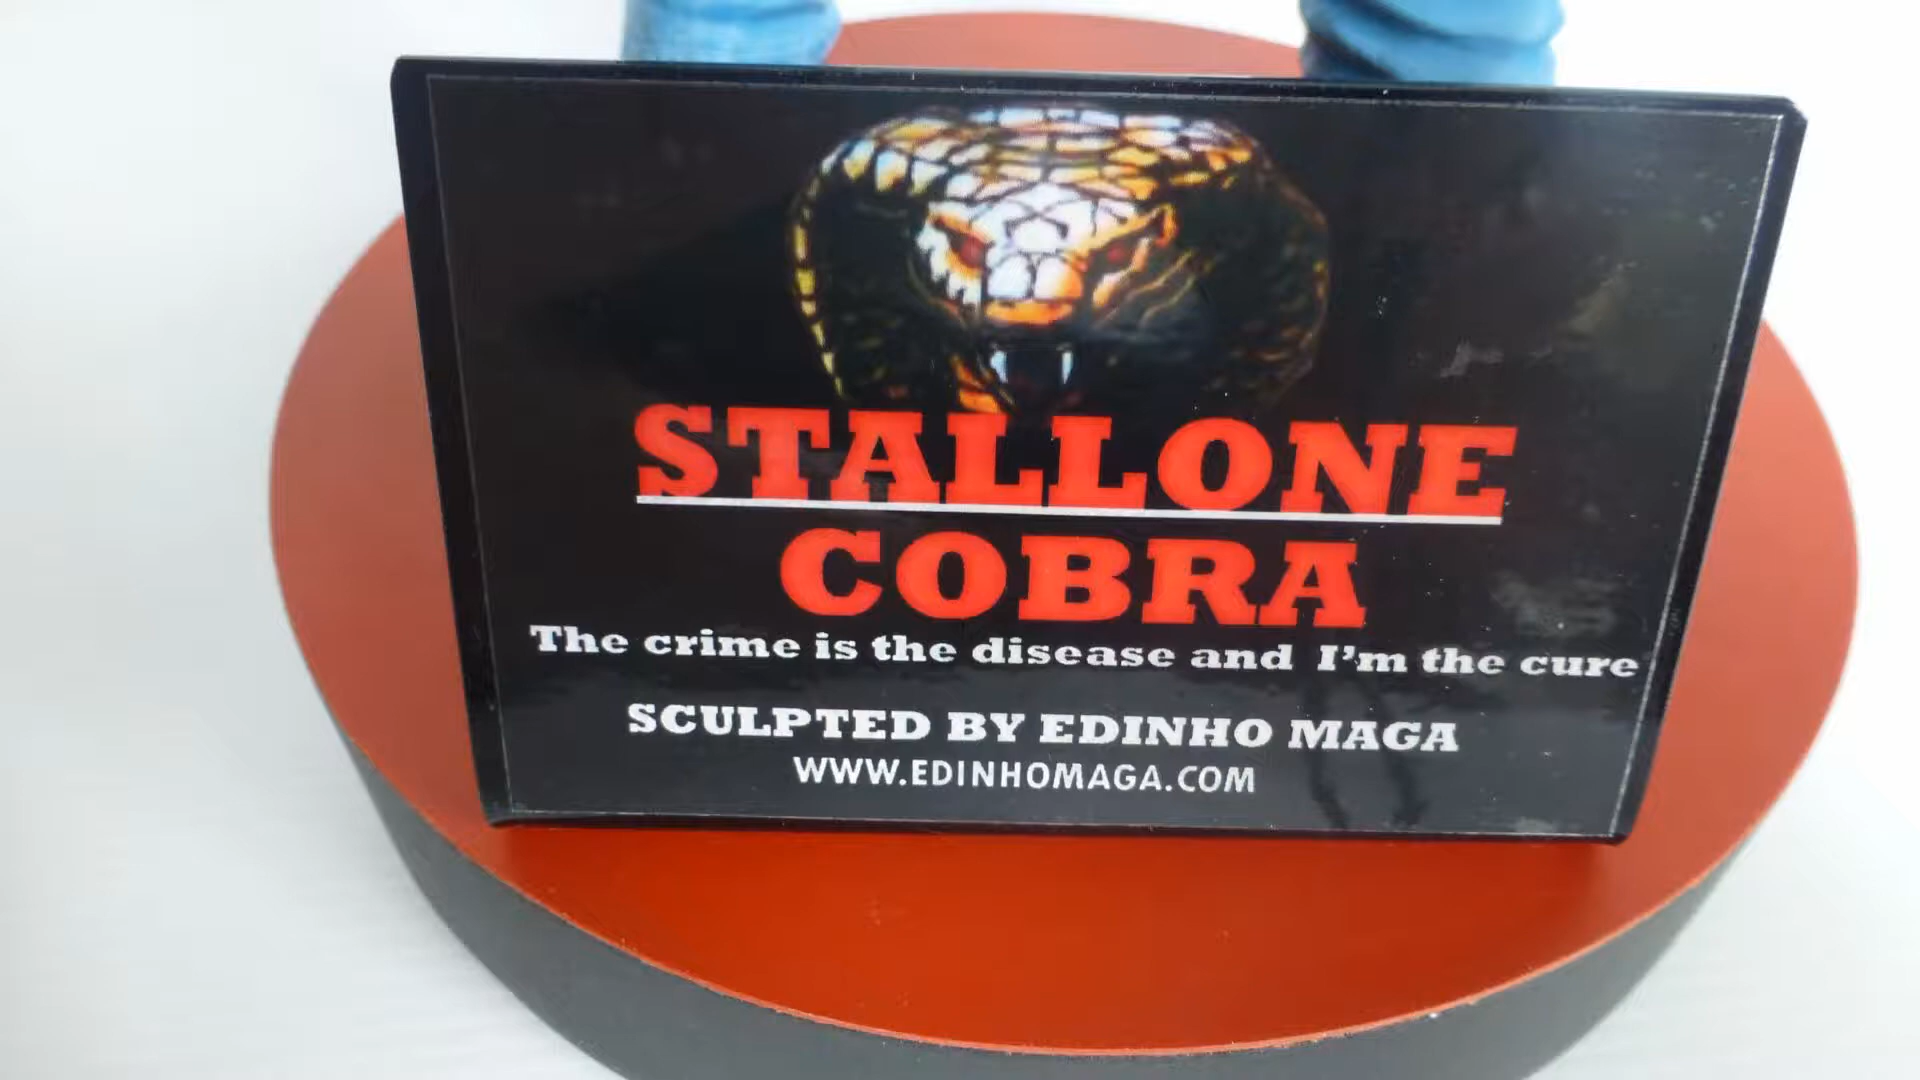 STALLONE
COBRA
The crime is the disease and I'm the cure
SCULPTED BY EDINHO MAGA
WWW.EDINHOMAGA.COM